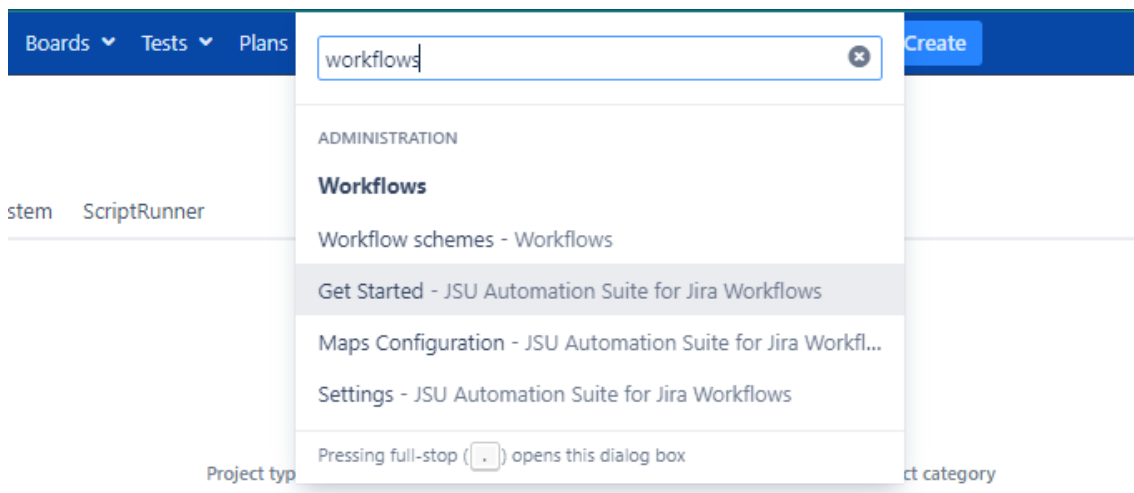 Boards Tests Plans workflows Create
ADMINISTRATION
Workflows
stem ScriptRunner
Workflow schemes - Workflows
Get Started - JSU Automation Suite for Jira Workflows
Maps Configuration - JSU Automation Suite for Jira Workfl...
Settings - JSU Automation Suite for Jira Workflows
Pressing full-stop ( . ) opens this dialog box
Project typ ct category